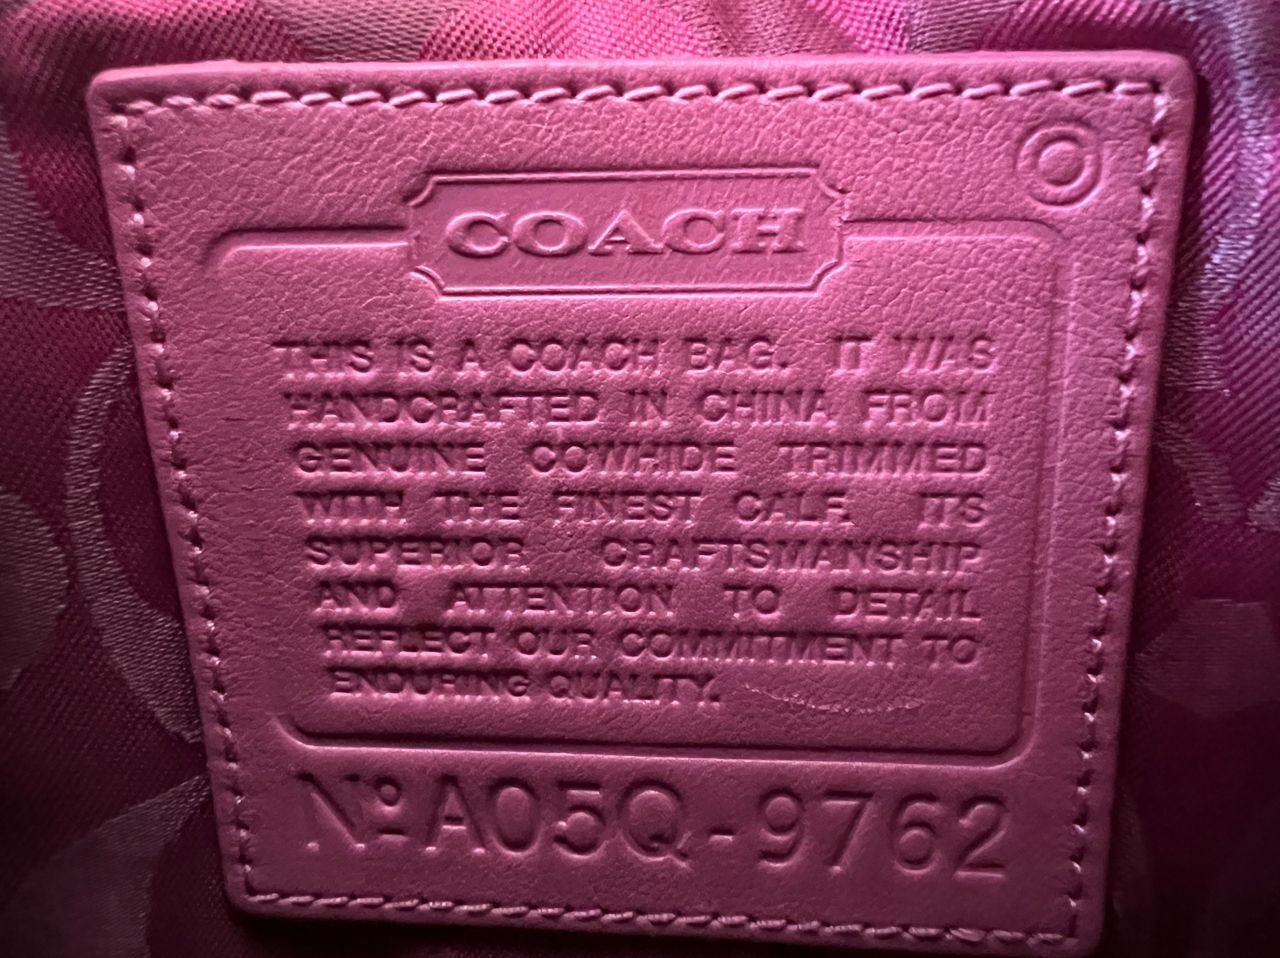 COACH
THIS IS A COACH BAG. IT WAS
HANDCRAFTED IN CHINA FROM
GENUINE COWHIDE TRIMMED
WITH THE FINEST CALF. ITS
SUPERIOR CRAFTSMANSHIP
AND ATTENTION TO DETAIL
REFLECT OUR COMMITMENT TO
ENDURING QUALITY.
Nº A05Q-9762